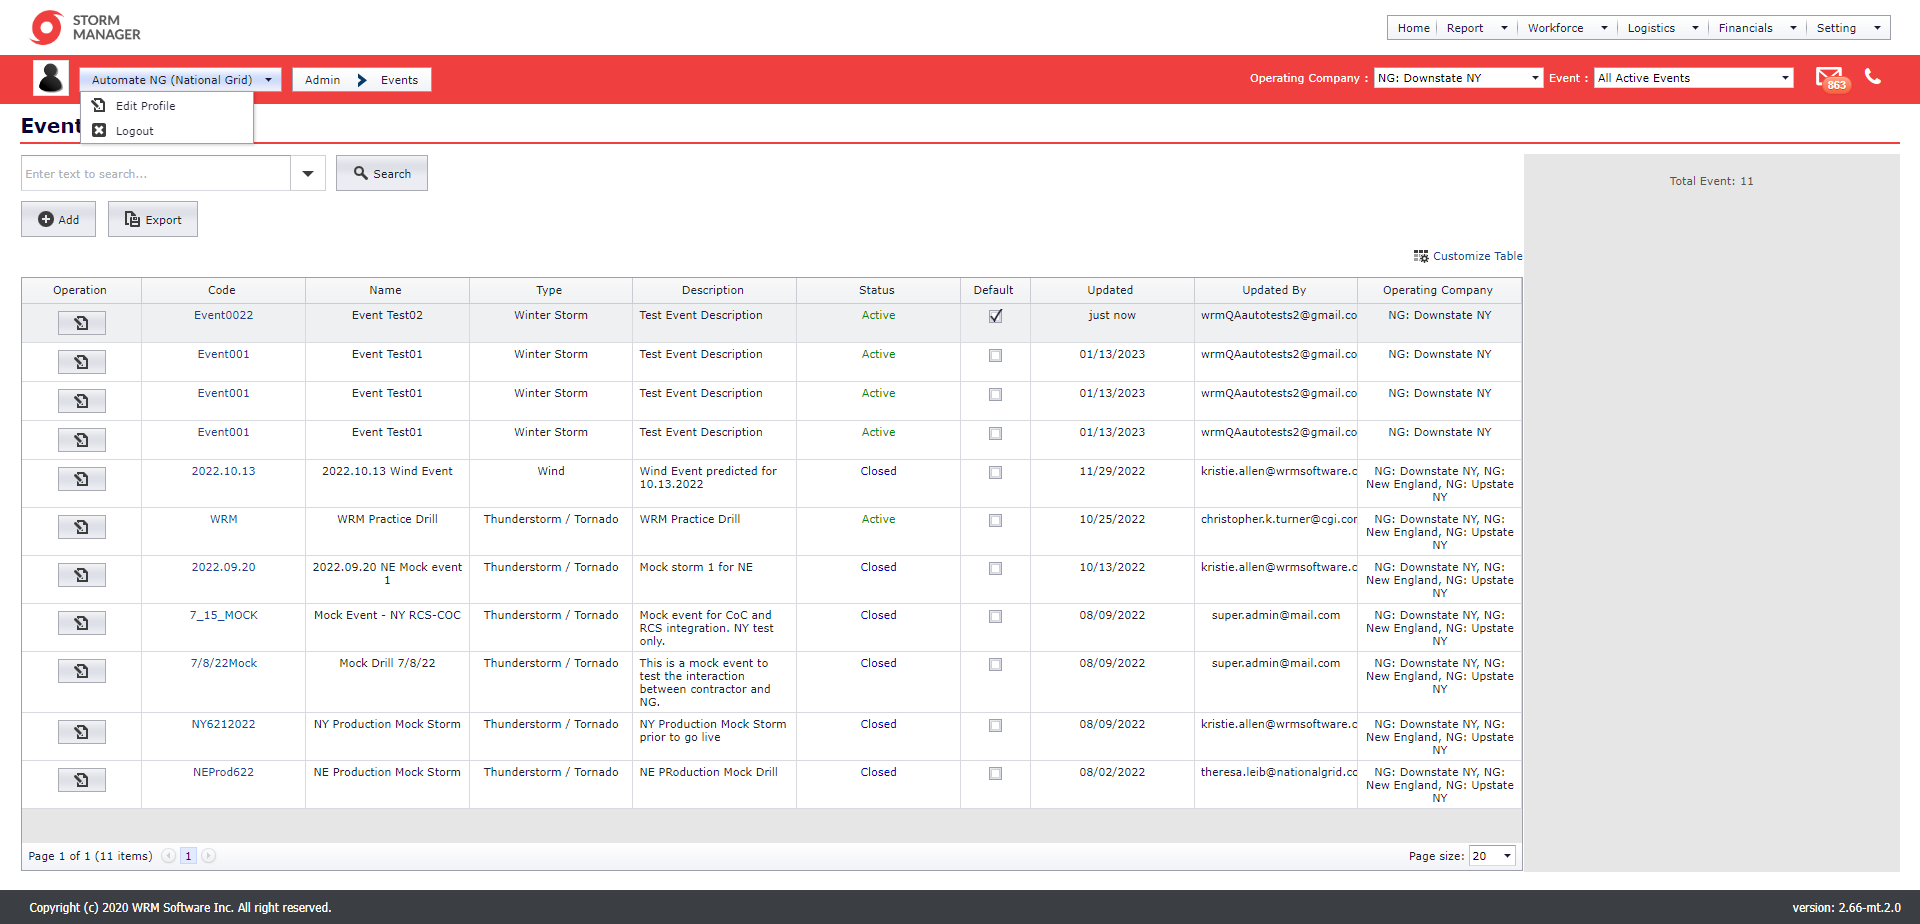 STORM
MANAGER
Home Report Workforce Logistics Financials Setting
Automate NG (National Grid) Admin Events Operating Company : NG: Downstate NY Event : All Active Events 863
Edit Profile
Logout
Event
Enter text to search... Search
Total Event: 11
Add Export
Customize Table
Operation Code Name Type Description Status Default Updated Updated By Operating Company
Event0022 Event Test02 Winter Storm Test Event Description Active just now wrmQAautotests2@gmail.co NG: Downstate NY
Event001 Event Test01 Winter Storm Test Event Description Active 01/13/2023 wrmQAautotests2@gmail.co NG: Downstate NY
Event001 Event Test01 Winter Storm Test Event Description Active 01/13/2023 wrmQAautotests2@gmail.co NG: Downstate NY
Event001 Event Test01 Winter Storm Test Event Description Active 01/13/2023 wrmQAautotests2@gmail.co NG: Downstate NY
2022.10.13 2022.10.13 Wind Event Wind Wind Event predicted for Closed 11/29/2022 kristie.allen@wrmsoftware.c NG: Downstate NY, NG:
10.13.2022 New England, NG: Upstate
NY
WRM WRM Practice Drill Thunderstorm / Tornado WRM Practice Drill Active 10/25/2022 christopher.k.turner@cgi.cor NG: Downstate NY, NG:
New England, NG: Upstate
NY
2022.09.20 2022.09.20 NE Mock event Thunderstorm / Tornado Mock storm 1 for NE Closed 10/13/2022 kristie.allen@wrmsoftware.c NG: Downstate NY, NG:
1 New England, NG: Upstate
NY
7_15_MOCK Mock Event - NY RCS-COC Thunderstorm / Tornado Mock event for CoC and Closed 08/09/2022 super.admin@mail.com NG: Downstate NY, NG:
RCS integration. NY test New England, NG: Upstate
only. NY
7/8/22Mock Mock Drill 7/8/22 Thunderstorm / Tornado This is a mock event to Closed 08/09/2022 super.admin@mail.com NG: Downstate NY, NG:
test the interaction New England, NG: Upstate
between contractor and NY
NG.
NY6212022 NY Production Mock Storm Thunderstorm / Tornado NY Production Mock Storm Closed 08/09/2022 kristie.allen@wrmsoftware.c NG: Downstate NY, NG:
prior to go live New England, NG: Upstate
NY
NEProd622 NE Production Mock Storm Thunderstorm / Tornado NE PRoduction Mock Drill Closed 08/02/2022 theresa.leib@nationalgrid.cc NG: Downstate NY, NG:
New England, NG: Upstate
NY
Page 1 of 1 (11 items) 1 Page size: 20
Copyright (c) 2020 WRM Software Inc. All right reserved. version: 2.66-mt.2.0